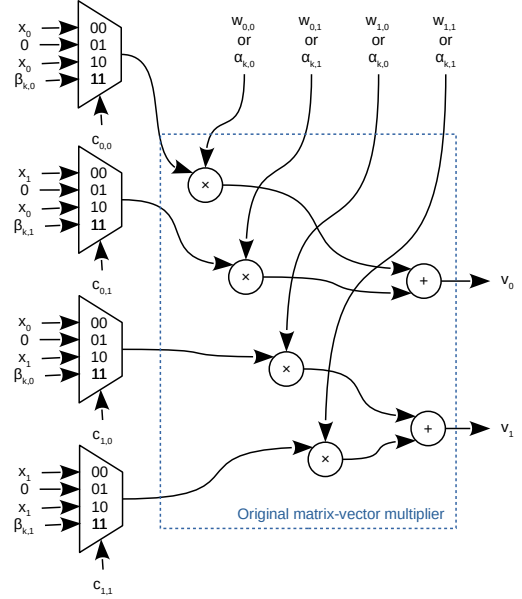 w0,0 or αk,0
w0,1 or αk,1
w1,0 or αk,0
w1,1 or αk,1
x0 00
0 01
x0 10
βk,0 11
c0,0
x1 00
0 01
x0 10
βk,1 11
c0,1
x0 00
0 01
x1 10
βk,0 11
c1,0
x1 00
0 01
x1 10
βk,1 11
c1,1
×
×
×
×
+
+
v0
v1
Original matrix-vector multiplier